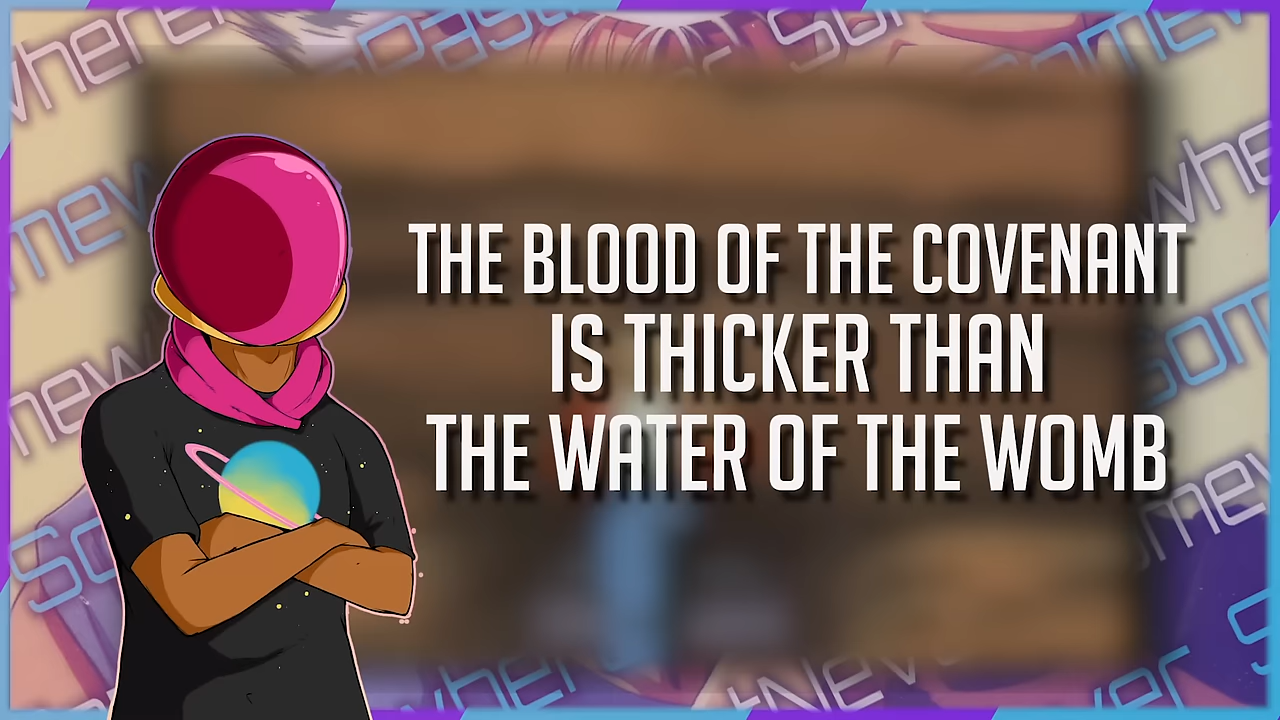 THE BLOOD OF THE COVENANT
IS THICKER THAN
THE WATER OF THE WOMB